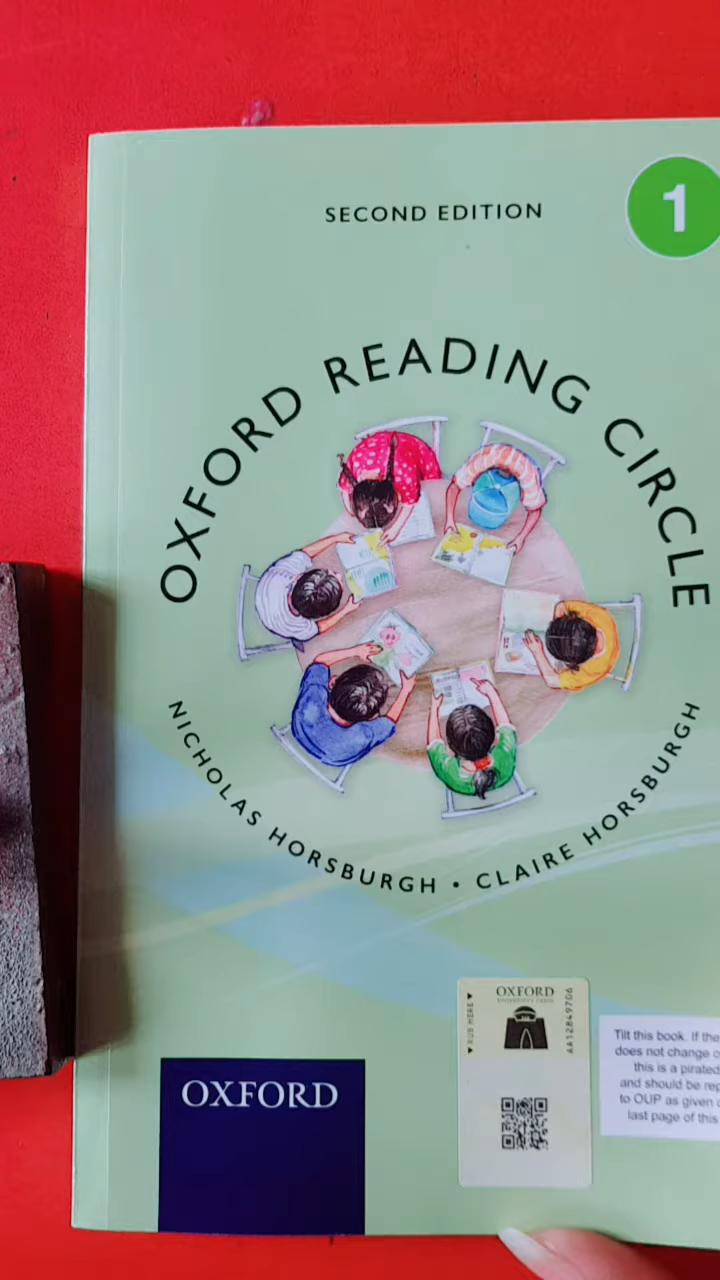 SECOND EDITION
1
OXFORD READING CIRCLE
NICHOLAS HORSBURGH • CLAIRE HORSBURGH
OXFORD
UNIVERSITY PRESS
▼ RUB HERE ▼
AA12849706
Tilt this book. If the
does not change c
this is a pirated
and should be rep
to OUP as given
last page of this
OXFORD